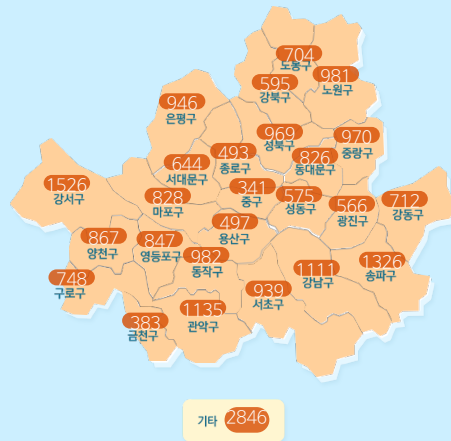 704
노봉구
595
강북구
981
노원구
946
은평구
969
성북구
970
중랑구
493
종로구
826
동대문구
644
서대문구
1526
강서구
828
마포구
341
중구
575
성동구
566
광진구
712
강동구
497
용산구
867
양천구
847
영등포구
982
동작구
1326
송파구
1111
강남구
748
구로구
939
서초구
1135
관악구
383
금천구
기타 2846